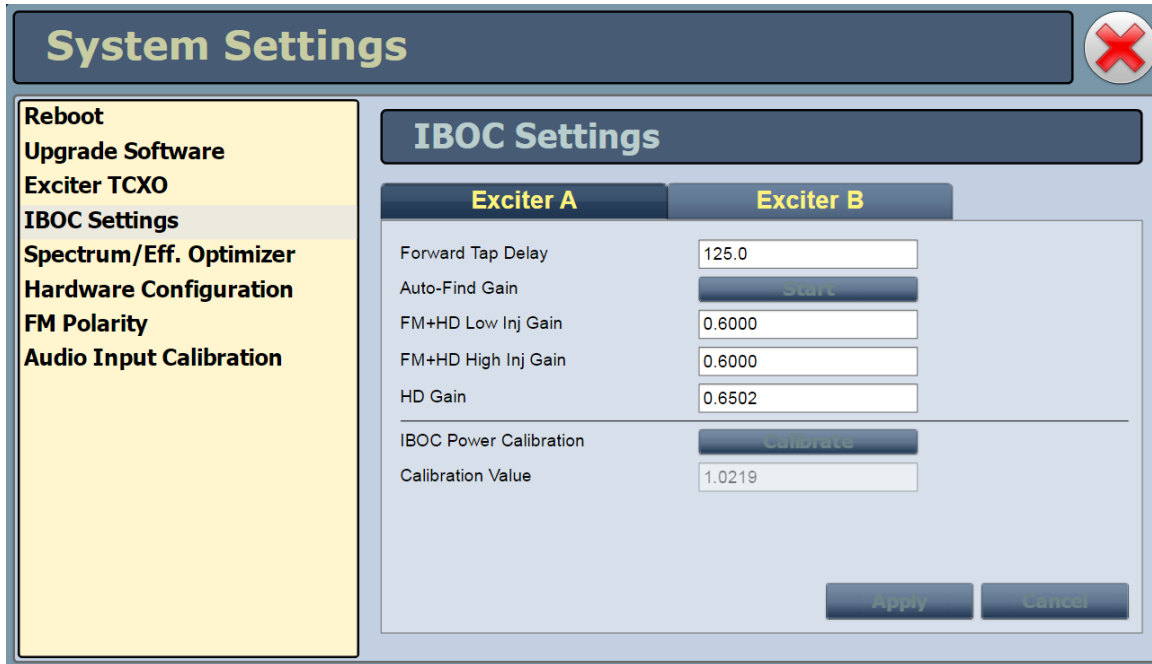 System Settings
Reboot
Upgrade Software
Exciter TCXO
IBOC Settings
Spectrum/Eff. Optimizer
Hardware Configuration
FM Polarity
Audio Input Calibration
IBOC Settings
Exciter A Exciter B
Forward Tap Delay 125.0
Auto-Find Gain Start
FM+HD Low Inj Gain 0.6000
FM+HD High Inj Gain 0.6000
HD Gain 0.6502
IBOC Power Calibration Calibrate
Calibration Value 1.0219
Apply Cancel